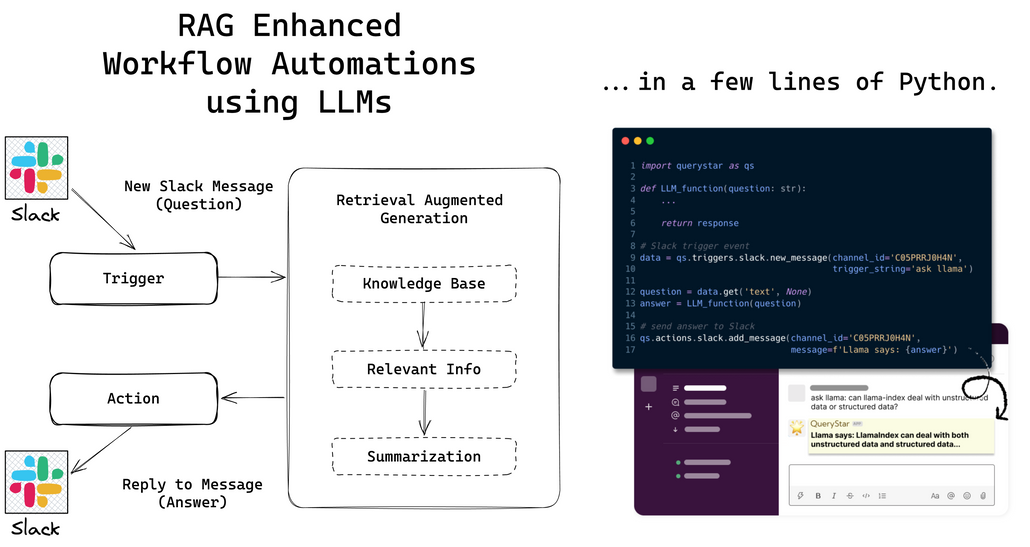 RAG Enhanced
Workflow Automations
using LLMs
...in a few lines of Python.
Slack
New Slack Message
(Question)
Trigger
Retrieval Augmented
Generation
Knowledge Base
Relevant Info
Summarization
Action
Reply to Message
(Answer)
Slack
1 import querystar as qs
2
3 def LLM_function(question: str):
4     ...
5
6     return response
7
8 # Slack trigger event
9 data = qs.triggers.slack.new_message(channel_id='C05PRRJ0H4N',
10                                      trigger_string='ask llama')
11
12 question = data.get('text', None)
13 answer = LLM_function(question)
14
15 # send answer to Slack
16 qs.actions.slack.add_message(channel_id='C05PRRJ0H4N',
17                              message=f'Llama says: {answer}')
ask llama: can llama-index deal with unstructured
data or structured data?
QueryStar
Llama says: LlamaIndex can deal with both
unstructured data and structured data...
B I S </> Aa @